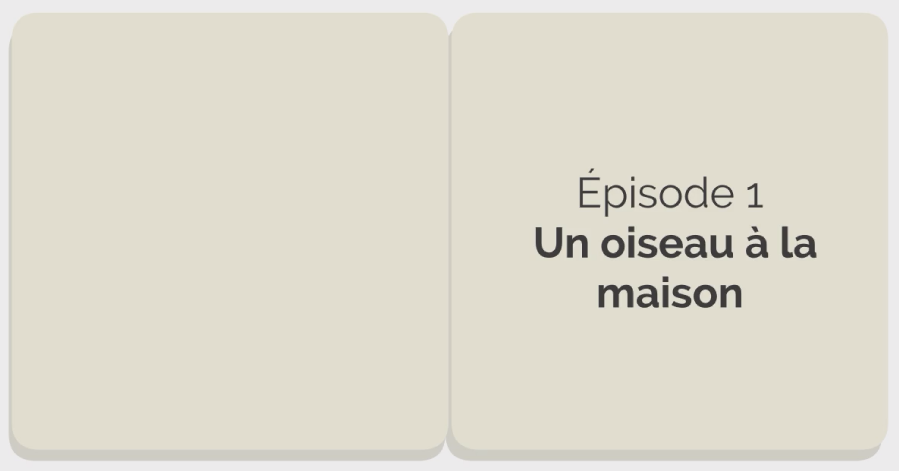 Épisode 1
Un oiseau à la
maison